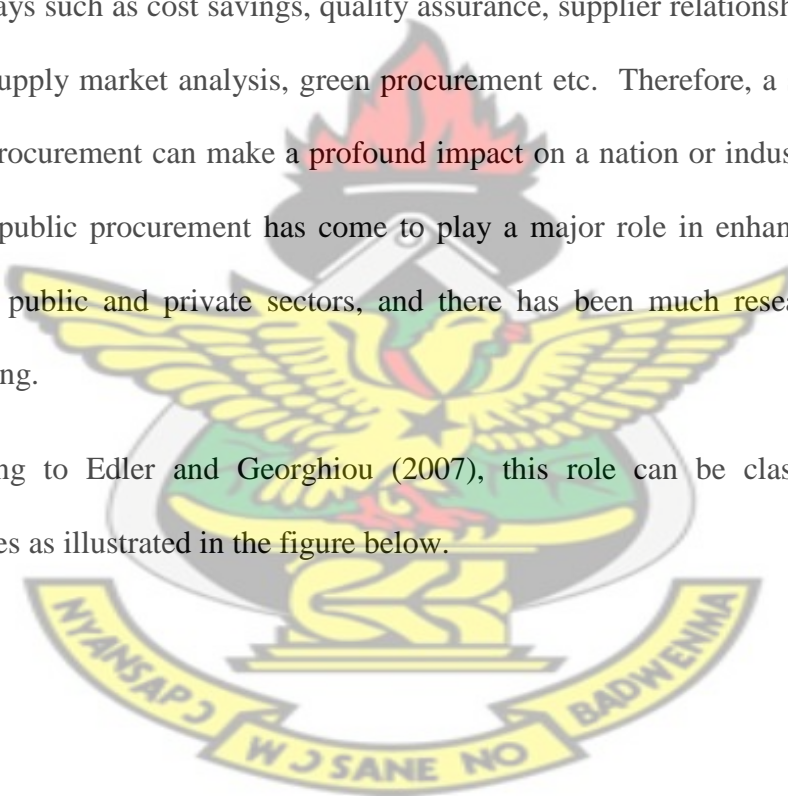 ays such as cost savings, quality assurance, supplier relationsh
upply market analysis, green procurement etc. Therefore, a
rocurement can make a profound impact on a nation or indus
public procurement has come to play a major role in enhan
public and private sectors, and there has been much resea
ng.
ng to Edler and Georghiou (2007), this role can be clas
es as illustrated in the figure below.
NYANSAPƆ WƆSANE NO BADWENMA